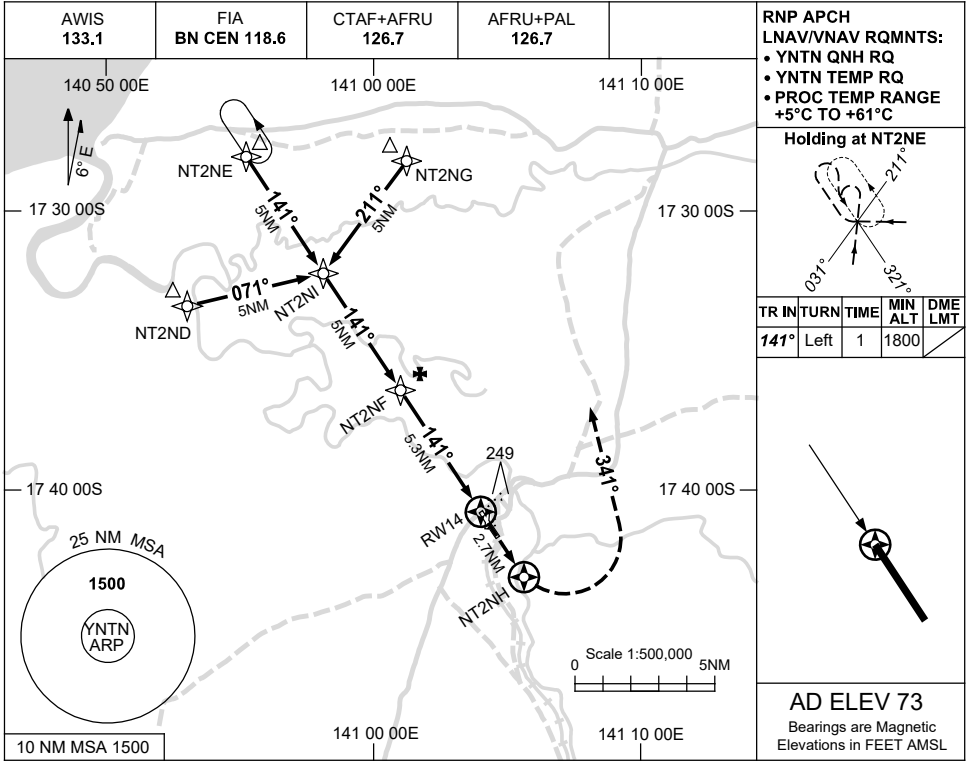 AWIS
133.1
FIA
BN CEN 118.6
CTAF+AFRU
126.7
AFRU+PAL
126.7
RNP APCH
LNAV/VNAV RQMNTS:
• YNTN QNH RQ
• YNTN TEMP RQ
• PROC TEMP RANGE
+5°C TO +61°C
140 50 00E
141 00 00E
141 10 00E
6° E
NT2NE
NT2NG
141°
5NM
211°
5NM
17 30 00S
17 30 00S
071°
5NM
NT2NI
NT2ND
141°
5NM
NT2NF
141°
5.3NM
249
341°
17 40 00S
17 40 00S
RW14
2.7NM
NT2NH
25 NM MSA
1500
YNTN
ARP
Scale 1:500,000
0
5NM
10 NM MSA 1500
141 00 00E
141 10 00E
Holding at NT2NE
211°
031°
321°
TR IN TURN TIME MIN ALT DME LMT
141° Left 1 1800
AD ELEV 73
Bearings are Magnetic
Elevations in FEET AMSL